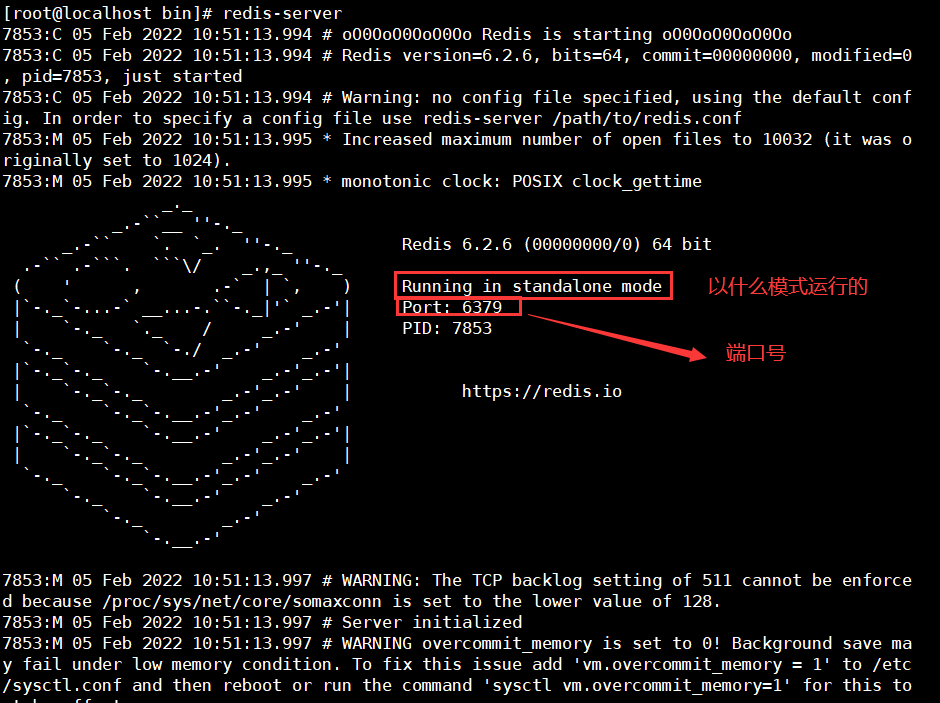 [root@localhost bin]# redis-server
7853:C 05 Feb 2022 10:51:13.994 # oO0OoO0OoO0Oo Redis is starting oO0OoO0OoO0Oo
7853:C 05 Feb 2022 10:51:13.994 # Redis version=6.2.6, bits=64, commit=00000000, modified=0
, pid=7853, just started
7853:C 05 Feb 2022 10:51:13.994 # Warning: no config file specified, using the default conf
ig. In order to specify a config file use redis-server /path/to/redis.conf
7853:M 05 Feb 2022 10:51:13.995 * Increased maximum number of open files to 10032 (it was o
riginally set to 1024).
7853:M 05 Feb 2022 10:51:13.995 * monotonic clock: POSIX clock_gettime
Redis 6.2.6 (00000000/0) 64 bit
Running in standalone mode 以什么模式运行的
Port: 6379
PID: 7853
端口号
https://redis.io
7853:M 05 Feb 2022 10:51:13.997 # WARNING: The TCP backlog setting of 511 cannot be enforce
d because /proc/sys/net/core/somaxconn is set to the lower value of 128.
7853:M 05 Feb 2022 10:51:13.997 # Server initialized
7853:M 05 Feb 2022 10:51:13.997 # WARNING overcommit_memory is set to 0! Background save ma
y fail under low memory condition. To fix this issue add 'vm.overcommit_memory = 1' to /etc
/sysctl.conf and then reboot or run the command 'sysctl vm.overcommit_memory=1' for this to